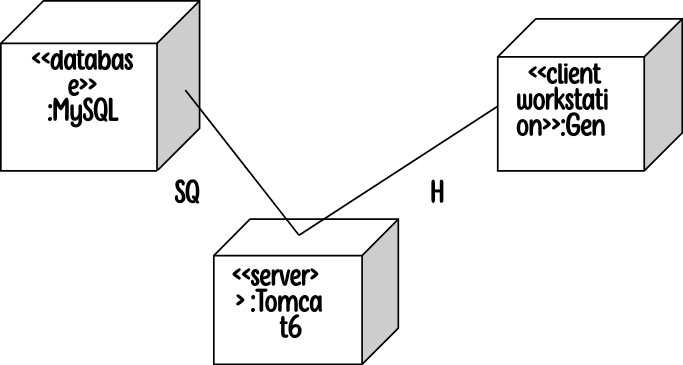 <<databas
e>>
:MySQL
<<client
workstati
on>>:Gen
SQ
H
<<server>
> :Tomca
t6